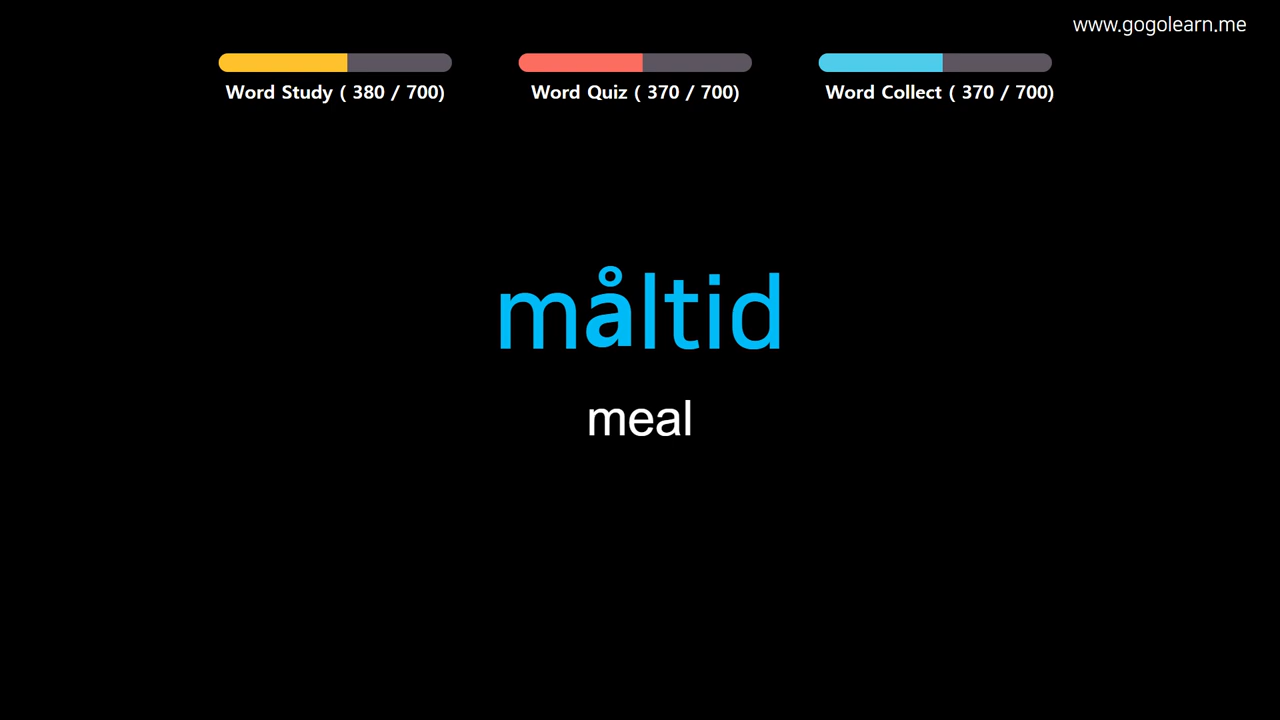 www.gogolearn.me
Word Study ( 380 / 700)
Word Quiz ( 370 / 700)
Word Collect ( 370 / 700)
måltid
meal